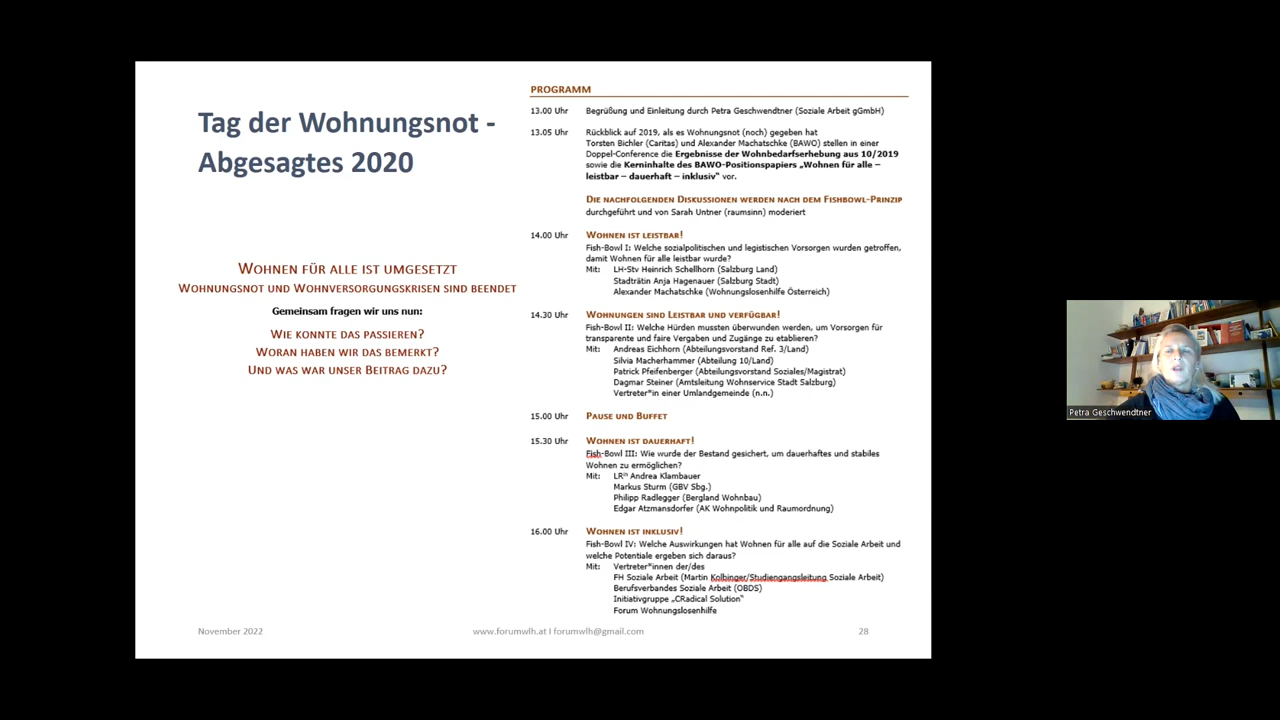 Tag der Wohnungsnot -
Abgesagtes 2020
WOHNEN FÜR ALLE IST UMGESETZT
WOHNUNGSNOT UND WOHNVERSORGUNGSKRISEN SIND BEENDET
Gemeinsam fragen wir uns nun:
WIE KONNTE DAS PASSIEREN?
WORAN HABEN WIR DAS BEMERKT?
UND WAS WAR UNSER BEITRAG DAZU?
PROGRAMM
13.00 Uhr Begrüßung und Einleitung durch Petra Geschwendtner (Soziale Arbeit gGmbH)
13.05 Uhr Rückblick auf 2019, als es Wohnungsnot (noch) gegeben hat
Torsten Bichler (Caritas) und Alexander Machatschke (BAWO) stellen in einer
Doppel-Conference die Ergebnisse der Wohnbedarfserhebung aus 10/2019
sowie die Kerninhalte des BAWO-Positionspapiers „Wohnen für alle –
leistbar – dauerhaft – inklusiv“ vor.
DIE NACHFOLGENDEN DISKUSSIONEN WERDEN NACH DEM FISHBOWL-PRINZIP
durchgeführt und von Sarah Untner (raumsinn) moderiert
14.00 Uhr WOHNEN IST LEISTBAR!
Fish-Bowl I: Welche sozialpolitischen und legistischen Vorsorgen wurden getroffen,
damit Wohnen für alle leistbar wurde?
Mit: LH-Stv Heinrich Schellhorn (Salzburg Land)
Stadträtin Anja Hagenauer (Salzburg Stadt)
Alexander Machatschke (Wohnungslosenhilfe Österreich)
14.30 Uhr WOHNUNGEN SIND LEISTBAR UND VERFÜGBAR!
Fish-Bowl II: Welche Hürden mussten überwunden werden, um Vorsorgen für
transparente und faire Vergaben und Zugänge zu etablieren?
Mit: Andreas Eichhorn (Abteilungsvorstand Ref. 3/Land)
Silvia Macherhammer (Abteilung 10/Land)
Patrick Pfeifenberger (Abteilungsvorstand Soziales/Magistrat)
Dagmar Steiner (Amtsleitung Wohnservice Stadt Salzburg)
Vertreter*in einer Umlandgemeinde (n.n.)
15.00 Uhr PAUSE UND BUFFET
15.30 Uhr WOHNEN IST DAUERHAFT!
Fish-Bowl III: Wie wurde der Bestand gesichert, um dauerhaftes und stabiles
Wohnen zu ermöglichen?
Mit: LRin Andrea Klambauer
Markus Sturm (GBV Sbg.)
Philipp Radlegger (Bergland Wohnbau)
Edgar Atzmansdorfer (AK Wohnpolitik und Raumordnung)
16.00 Uhr WOHNEN IST INKLUSIV!
Fish-Bowl IV: Welche Auswirkungen hat Wohnen für alle auf die Soziale Arbeit und
welche Potentiale ergeben sich daraus?
Mit: Vertreter*innen der/des
FH Soziale Arbeit (Martin Kolbinger/Studiengangsleitung Soziale Arbeit)
Berufsverbandes Soziale Arbeit (OBDS)
Initiativgruppe „CRadical Solution“
Forum Wohnungslosenhilfe
November 2022 www.forumwlh.at I forumwlh@gmail.com 28
Petra Geschwendtner